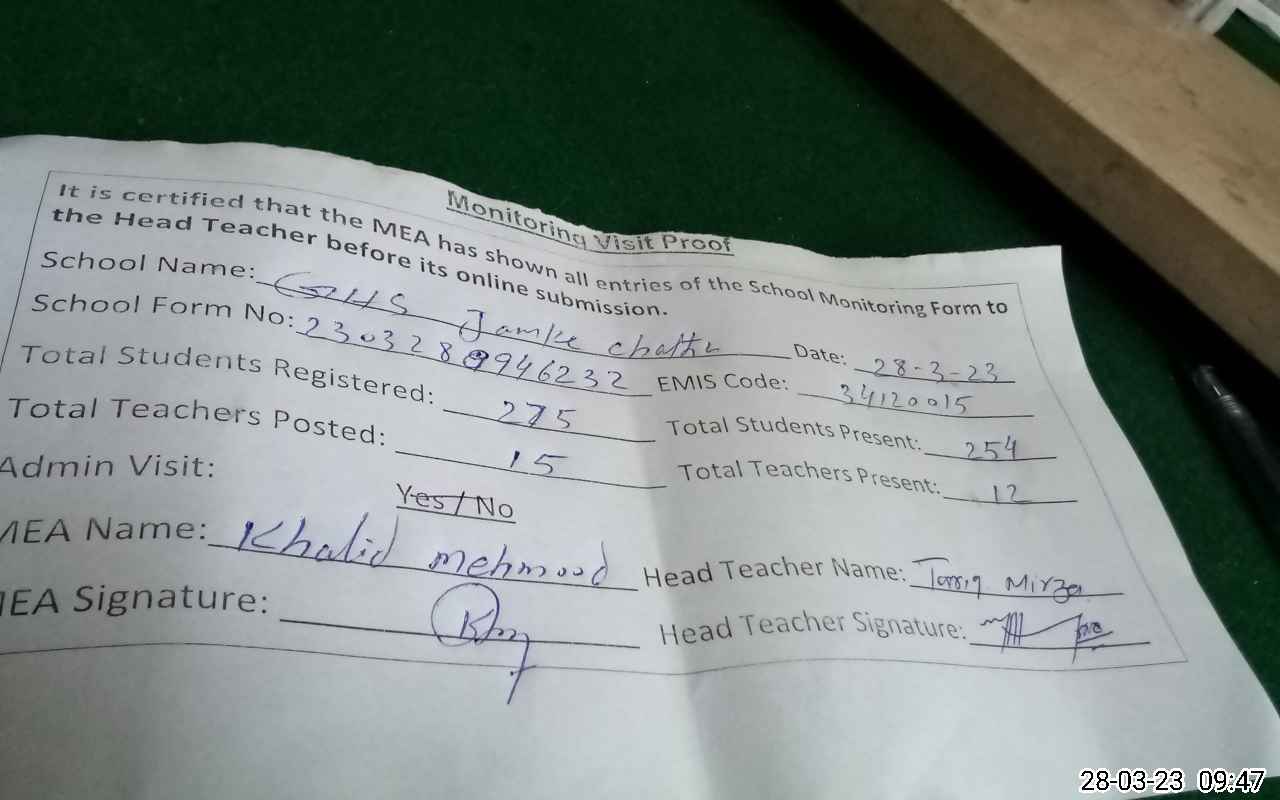 Monitoring Visit Proof
It is certified that the MEA has shown all entries of the School Monitoring Form to
the Head Teacher before its online submission.
School Name: GHS Jamke Chattha Date: 28-3-23
School Form No: 2303280946232 EMIS Code: 34120015
Total Students Registered: 275 Total Students Present: 254
Total Teachers Posted: 15 Total Teachers Present: 12
Admin Visit: Yes / No
MEA Name: Khalid mehmood Head Teacher Name: Tariq Mirza
MEA Signature: Head Teacher Signature:
28-03-23 09:47